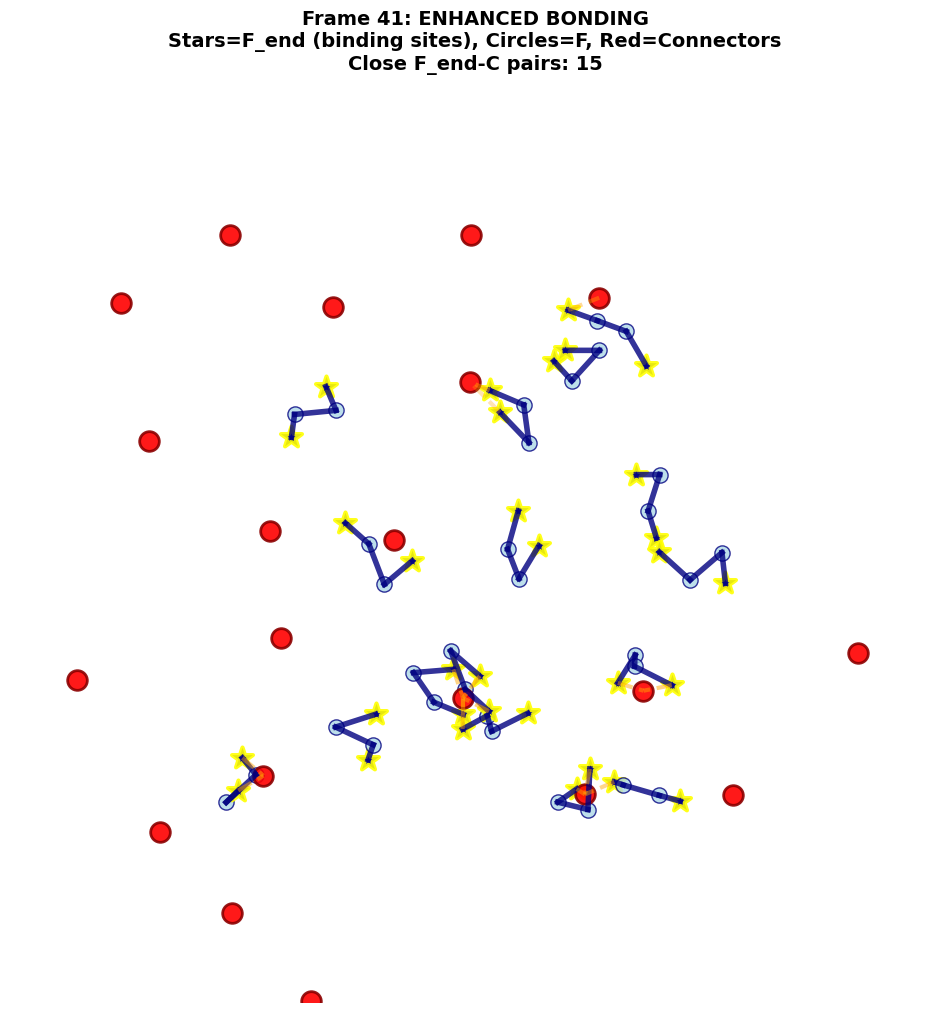 Frame 41: ENHANCED BONDING
Stars=F_end (binding sites), Circles=F, Red=Connectors
Close F_end-C pairs: 15